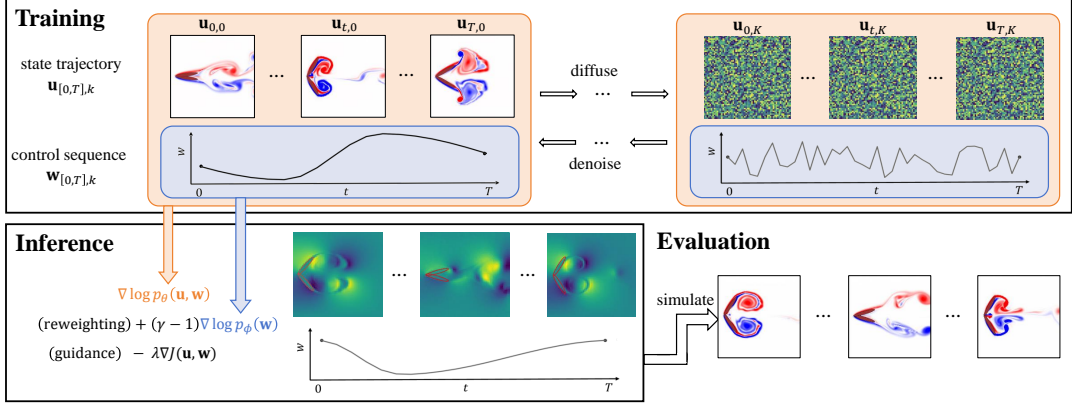 Training
state trajectory
𝐮[0,T],k
control sequence
𝐰[0,T],k
𝐮0,0
𝐮t,0
𝐮T,0
...
...
w
0
t
T
diffuse
...
...
denoise
𝐮0,K
𝐮t,K
𝐮T,K
...
...
w
0
t
T
Inference
∇ log pθ(𝐮, 𝐰)
(reweighting) + (γ − 1)∇ log pϕ(𝐰)
(guidance) − λ∇J(𝐮, 𝐰)
...
...
w
0
t
T
Evaluation
simulate
...
...